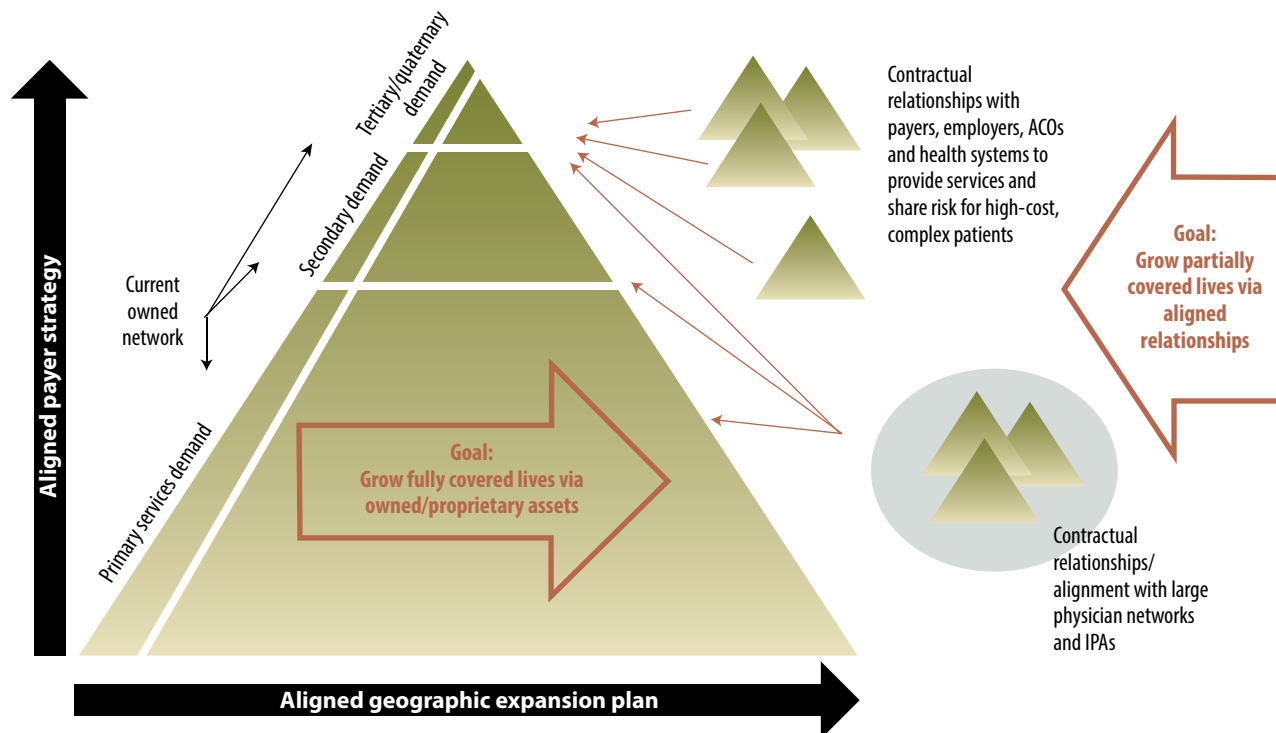 Aligned payer strategy
Tertiary/quaternary
demand
Secondary demand
Primary services demand
Current
owned
network
Goal:
Grow fully covered lives via
owned/proprietary assets
Contractual
relationships with
payers, employers, ACOs
and health systems to
provide services and
share risk for high-cost,
complex patients
Goal:
Grow partially
covered lives via
aligned
relationships
Contractual
relationships/
alignment with large
physician networks
and IPAs
Aligned geographic expansion plan